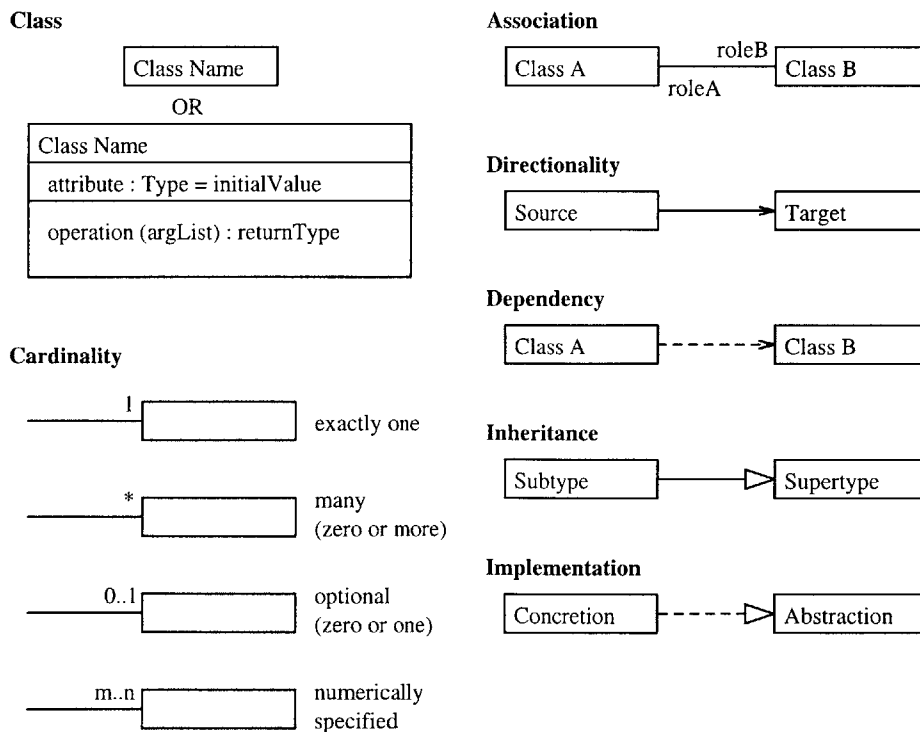 Class
Class Name
OR
Class Name
attribute : Type = initialValue
operation (argList) : returnType
Cardinality
1
exactly one
*
many
(zero or more)
0..1
optional
(zero or one)
m..n
numerically
specified
Association
Class A
roleB
roleA
Class B
Directionality
Source
Target
Dependency
Class A
Class B
Inheritance
Subtype
Supertype
Implementation
Concretion
Abstraction